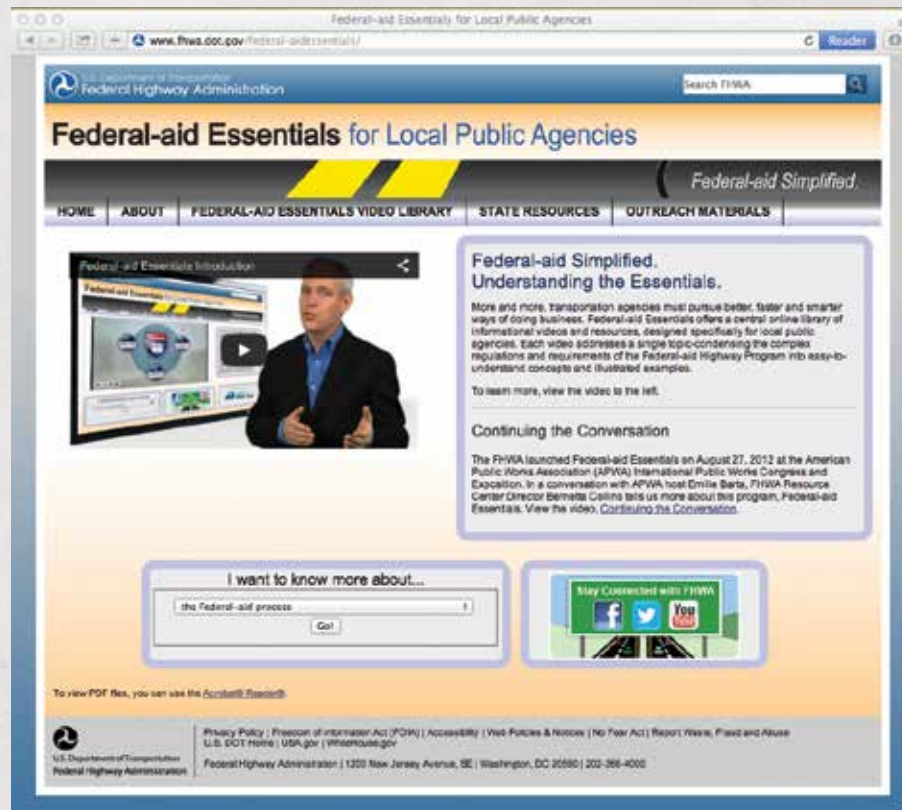 Federal-aid Essentials for Local Public Agencies
www.fhwa.dot.gov/federal-aidessentials/
Reader
U.S. Department of Transportation
Federal Highway Administration
Search FHWA
Federal-aid Essentials for Local Public Agencies
Federal-aid Simplified.
HOME
ABOUT
FEDERAL-AID ESSENTIALS VIDEO LIBRARY
STATE RESOURCES
OUTREACH MATERIALS
Federal-aid Essentials Introduction
Federal-aid Simplified.
Understanding the Essentials.
More and more, transportation agencies must pursue better, faster and smarter
ways of doing business. Federal-aid Essentials offers a central online library of
informational videos and resources, designed specifically for local public
agencies. Each video addresses a single topic-condensing the complex
regulations and requirements of the Federal-aid Highway Program into easy-to-
understand concepts and illustrated examples.
To learn more, view the video to the left.
Continuing the Conversation
The FHWA launched Federal-aid Essentials on August 27, 2012 at the American
Public Works Association (APWA) International Public Works Congress and
Exposition. In a conversation with APWA host Emilie Barta, FHWA Resource
Center Director Bernetta Collins tells us more about this program, Federal-aid
Essentials. View the video, Continuing the Conversation.
I want to know more about...
the Federal-aid process
Go!
Stay Connected with FHWA
You
To view PDF files, you can use the Acrobat® Reader®.
Privacy Policy | Freedom of Information Act (FOIA) | Accessibility | Web Policies & Notices | No Fear Act | Report Waste, Fraud and Abuse
U.S. DOT Home | USA.gov | WhiteHouse.gov
U.S. Department of Transportation
Federal Highway Administration
Federal Highway Administration | 1200 New Jersey Avenue, SE | Washington, DC 20590 | 202-366-4000